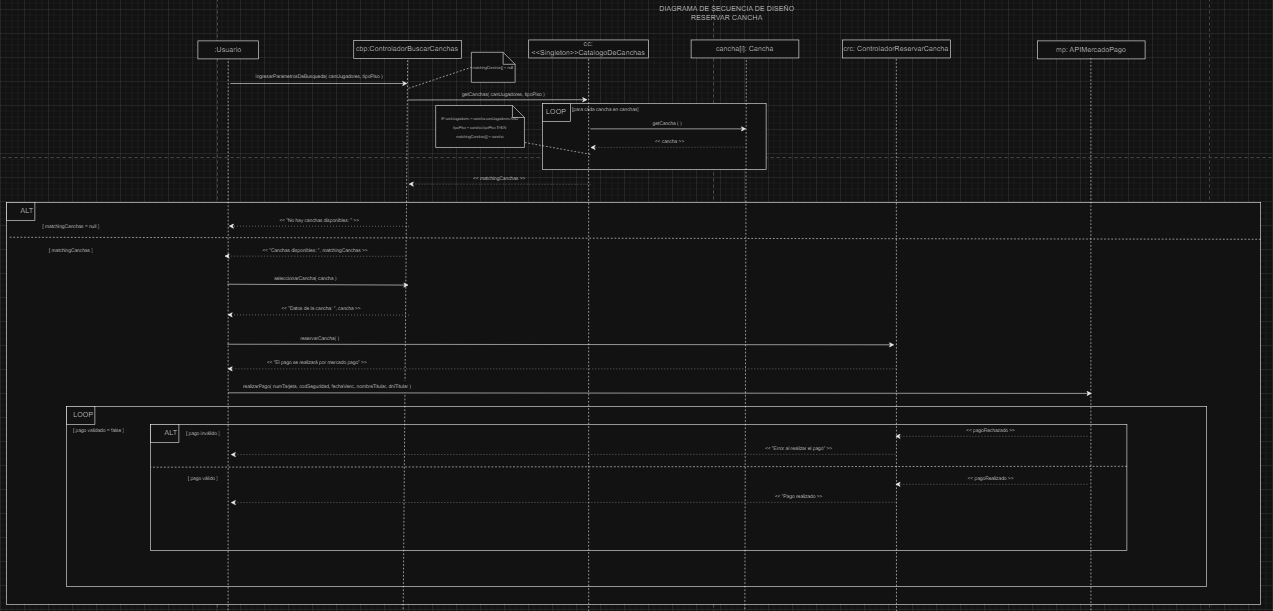 DIAGRAMA DE SECUENCIA DE DISEÑO
RESERVAR CANCHA
:Usuario
cbp:ControladorBuscarCanchas
cc:
<<Singleton>>CatalogoDeCanchas
cancha[i]: Cancha
crc: ControladorReservarCancha
mp: APIMercadoPago
matchingCanchas[] = null
ingresarParametrosDeBusqueda( cantJugadores, tipoPiso )
getCanchas( cantJugadores, tipoPiso )
LOOP
[para cada cancha en canchas]
getCancha ( )
<< cancha >>
matchingCanchas[] = cancha
<< matchingCanchas >>
ALT
[ matchingCanchas = null ]
<< "No hay canchas disponibles: " >>
[ matchingCanchas ]
<< "Canchas disponibles: ", matchingCanchas >>
seleccionarCancha( cancha )
<< "Datos de la cancha: ", cancha >>
reservarCancha( )
<< "El pago se realizará por mercado pago" >>
realizarPago( numTarjeta, codSeguridad, fechaVenc, nombreTitular, dniTitular )
LOOP
[ pago validado = false ]
ALT
[ pago inválido ]
<< pagoRechazado >>
<< "Error al realizar el pago" >>
[ pago válido ]
<< pagoRealizado >>
<< "Pago realizado >>